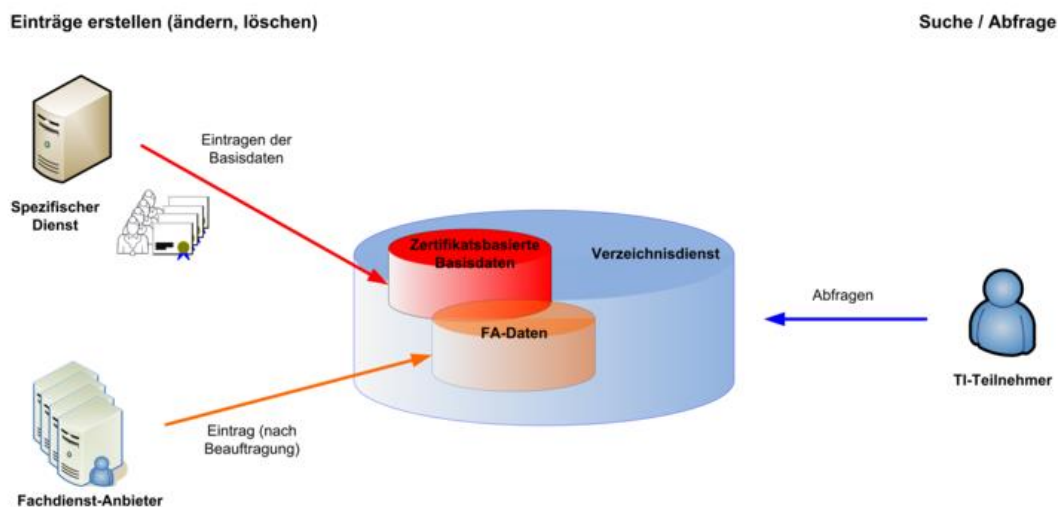 Einträge erstellen (ändern, löschen)
Suche / Abfrage
Eintragen der
Basisdaten
Spezifischer
Dienst
Zertifikatsbasierte
Basisdaten
Verzeichnisdienst
Abfragen
FA-Daten
TI-Teilnehmer
Eintrag (nach
Beauftragung)
Fachdienst-Anbieter